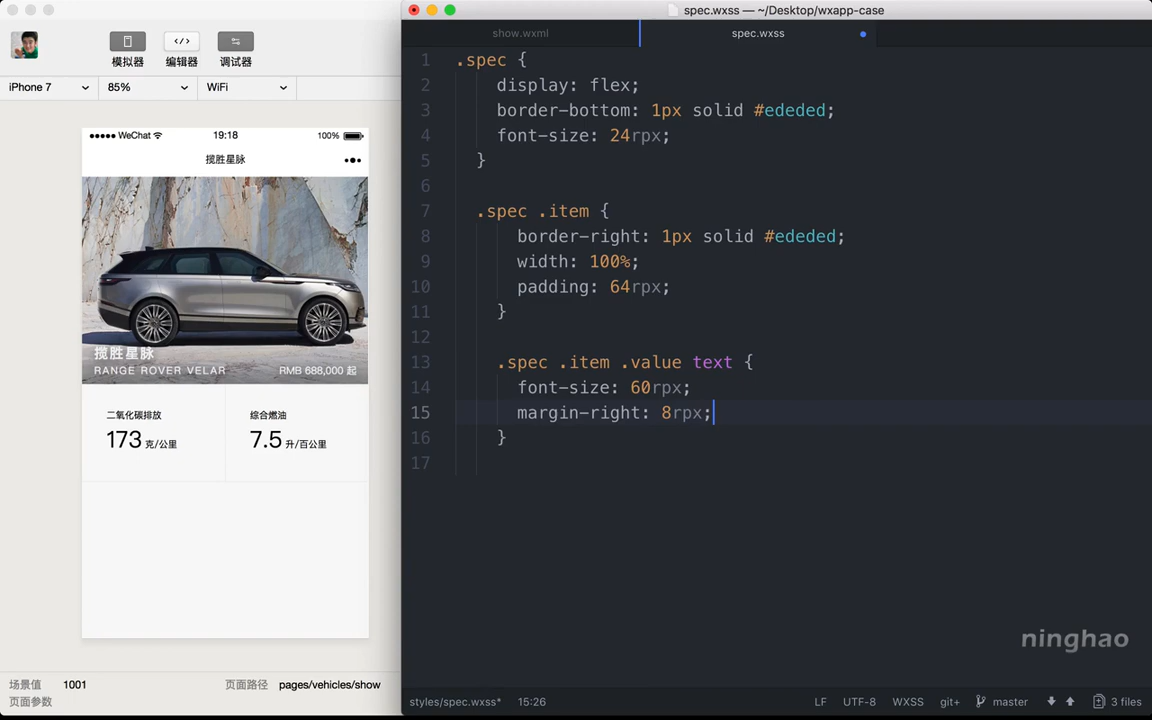 spec.wxss — ~/Desktop/wxapp-case
show.wxml
spec.wxss
模拟器
编辑器
调试器
iPhone 7
85%
WiFi
WeChat
19:18
100%
揽胜星脉
揽胜星脉
RANGE ROVER VELAR
RMB 688,000 起
二氧化碳排放
综合燃油
173 克/公里
7.5 升/百公里
场景值
1001
页面路径
pages/vehicles/show
页面参数
1 .spec {
2 display: flex;
3 border-bottom: 1px solid #ededed;
4 font-size: 24rpx;
5 }
6
7 .spec .item {
8 border-right: 1px solid #ededed;
9 width: 100%;
10 padding: 64rpx;
11 }
12
13 .spec .item .value text {
14 font-size: 60rpx;
15 margin-right: 8rpx;
16 }
17
ninghao
styles/spec.wxss*
15:26
LF
UTF-8
WXSS
git+
master
3 files